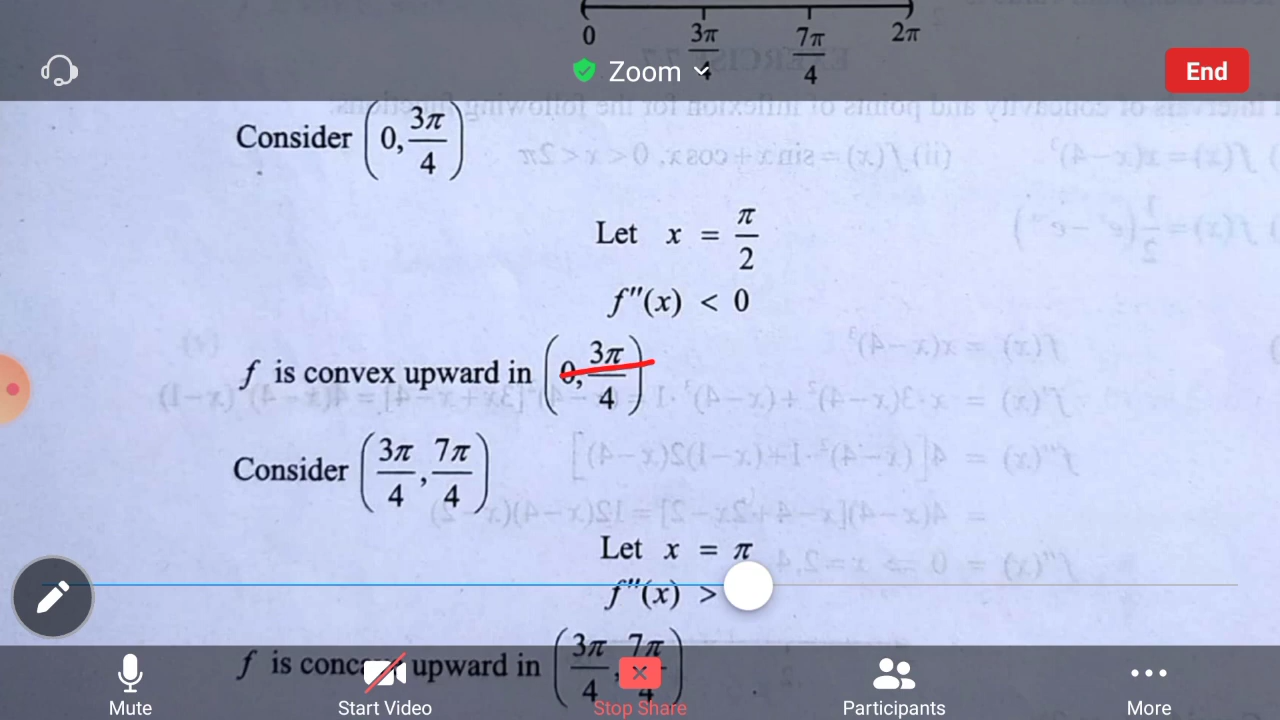 0 3π/4 7π/4 2π
Zoom
End
Consider (0, 3π/4)
Let x = π/2
f″(x) < 0
f is convex upward in (0, 3π/4)
Consider (3π/4, 7π/4)
Let x = π
f″(x) >
f is concave upward in (3π/4, 7π/4)
Mute
Start Video
Stop Share
Participants
More